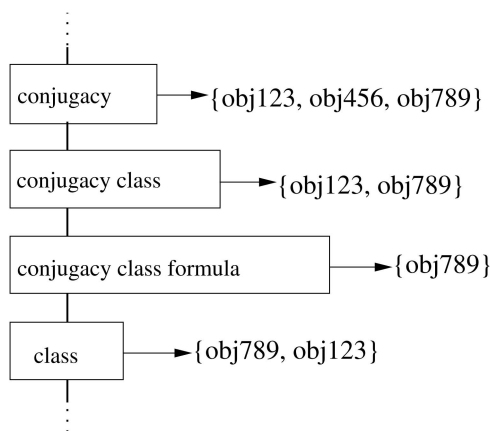 conjugacy {obj123, obj456, obj789}
conjugacy class {obj123, obj789}
conjugacy class formula {obj789}
class {obj789, obj123}